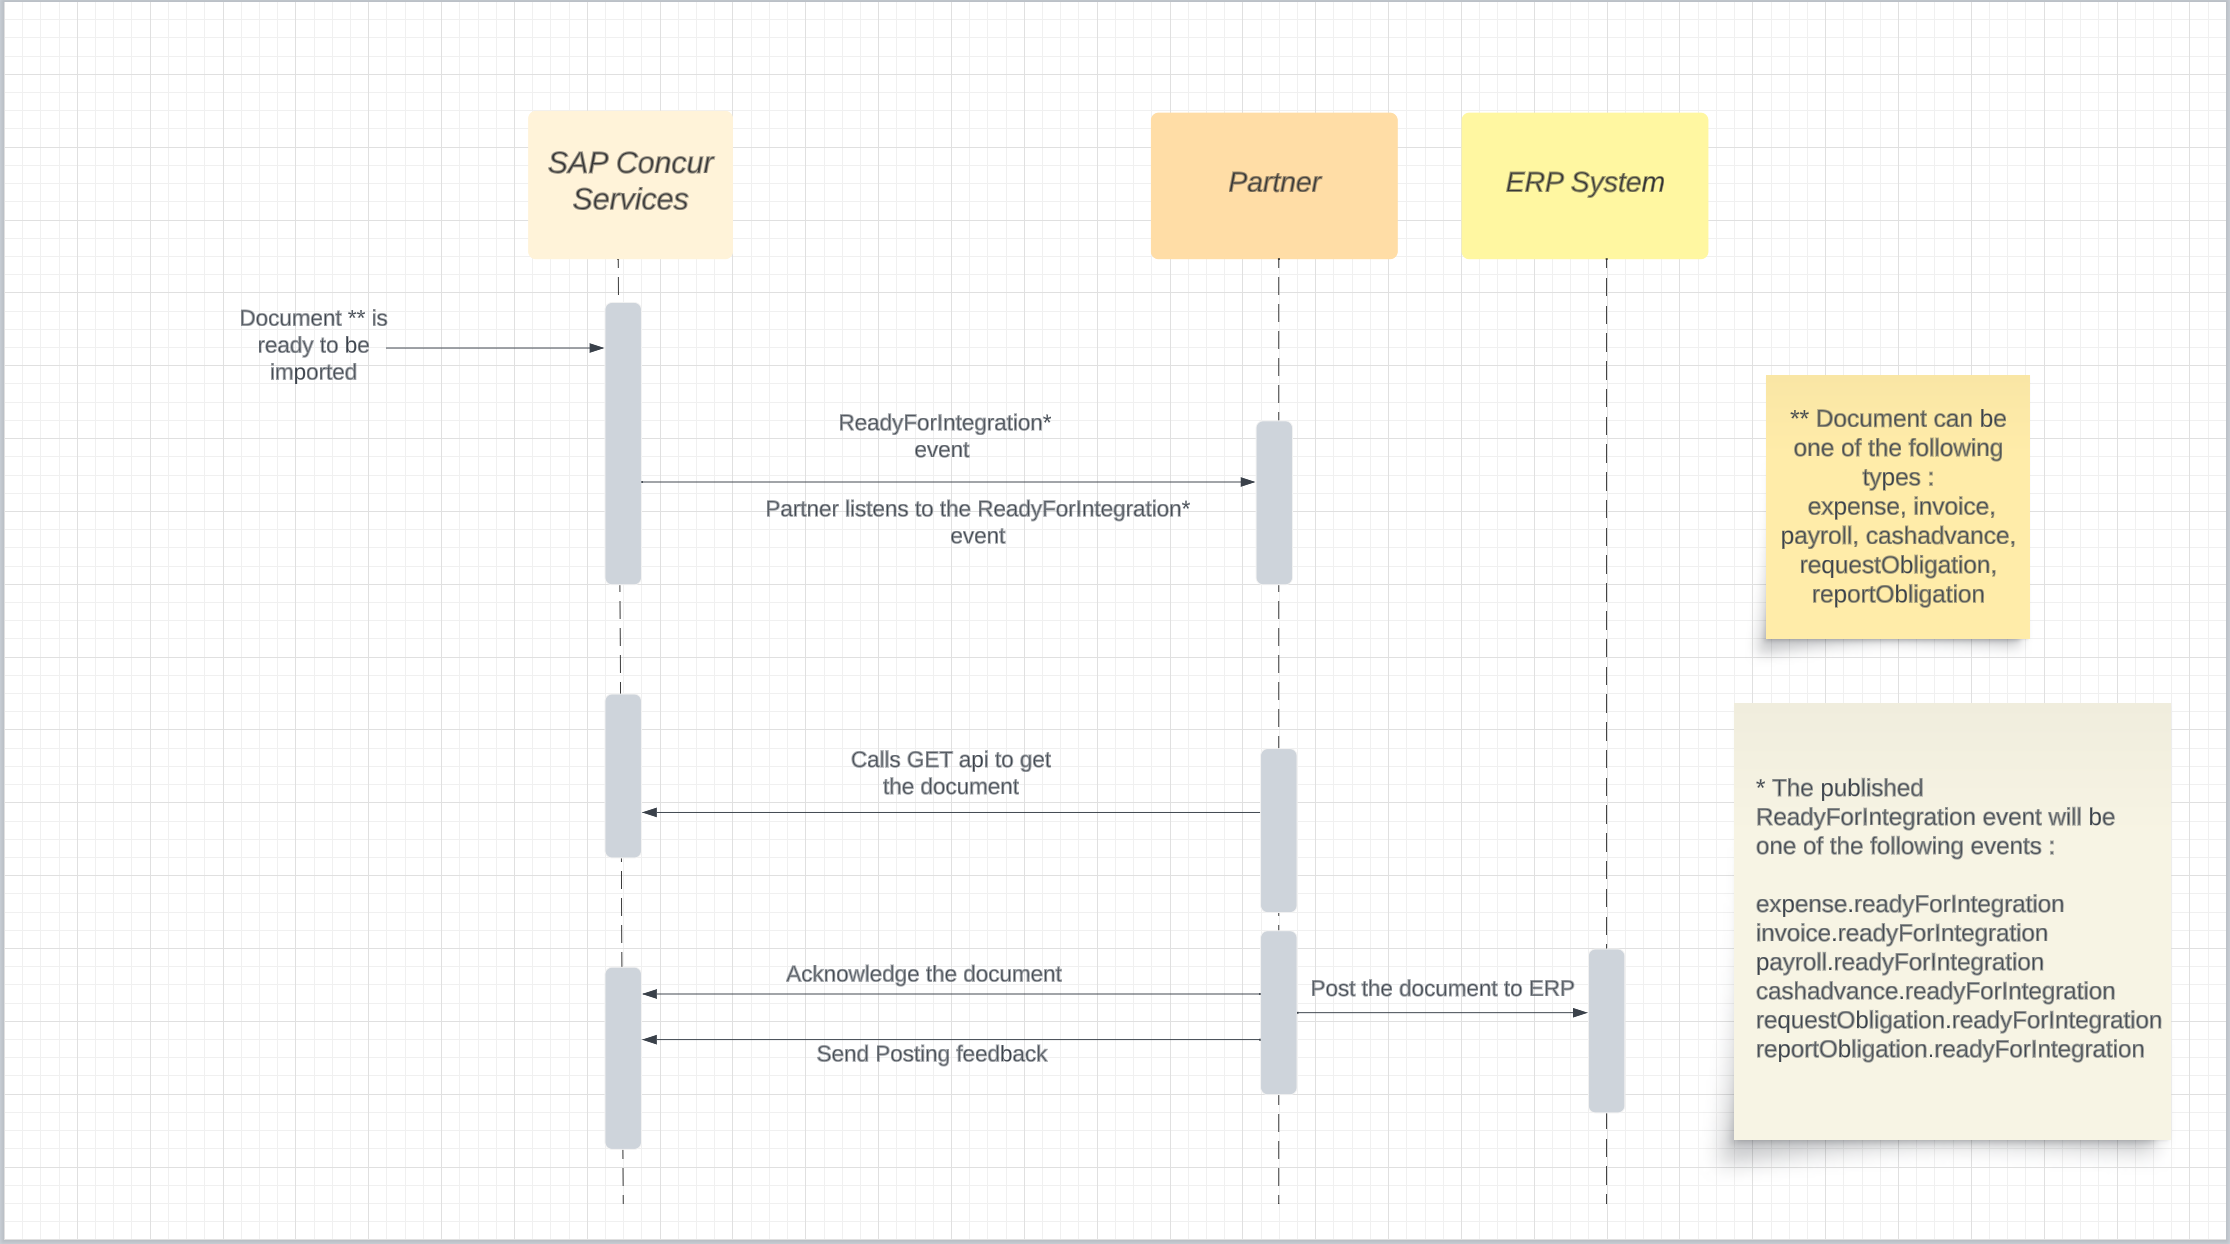 SAP Concur
Services
Partner
ERP System
Document ** is
ready to be
imported
ReadyForIntegration*
event
Partner listens to the ReadyForIntegration*
event
** Document can be
one of the following
types :
expense, invoice,
payroll, cashadvance,
requestObligation,
reportObligation
Calls GET api to get
the document
Acknowledge the document
Post the document to ERP
Send Posting feedback
* The published
ReadyForIntegration event will be
one of the following events :
expense.readyForIntegration
invoice.readyForIntegration
payroll.readyForIntegration
cashadvance.readyForIntegration
requestObligation.readyForIntegration
reportObligation.readyForIntegration